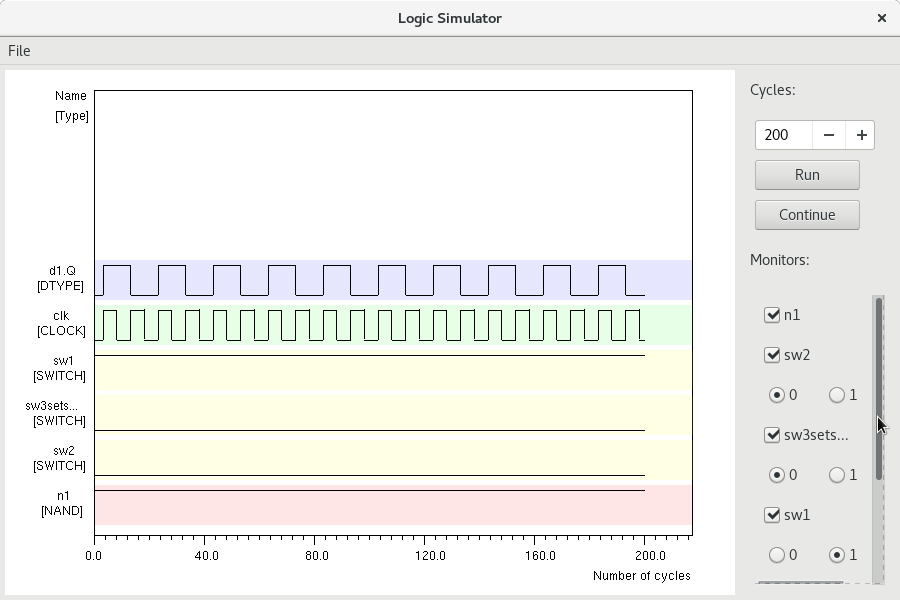 Logic Simulator
File
Name
[Type]
d1.Q
[DTYPE]
clk
[CLOCK]
sw1
[SWITCH]
sw3sets...
[SWITCH]
sw2
[SWITCH]
n1
[NAND]
0.0 40.0 80.0 120.0 160.0 200.0
Number of cycles
Cycles:
200
Run
Continue
Monitors:
n1
sw2
0 1
sw3sets...
0 1
sw1
0 1